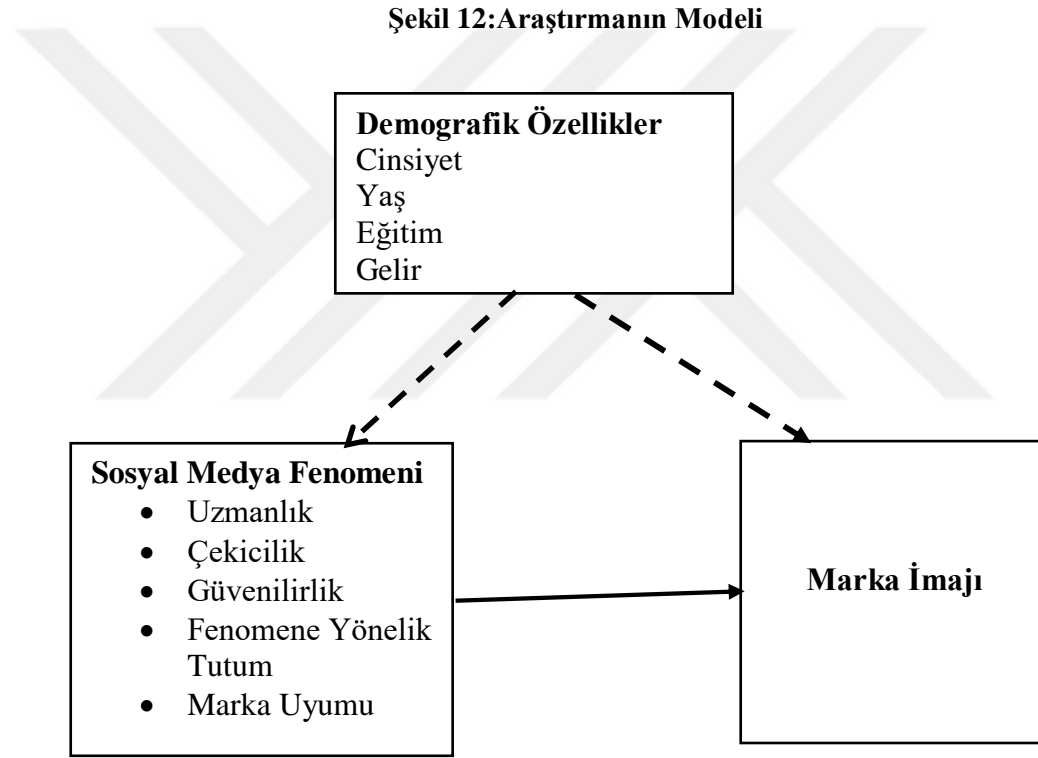 Şekil 12:Araştırmanın Modeli
Demografik Özellikler
Cinsiyet
Yaş
Eğitim
Gelir
Sosyal Medya Fenomeni
• Uzmanlık
• Çekicilik
• Güvenilirlik
• Fenomene Yönelik
Tutum
• Marka Uyumu
Marka İmajı